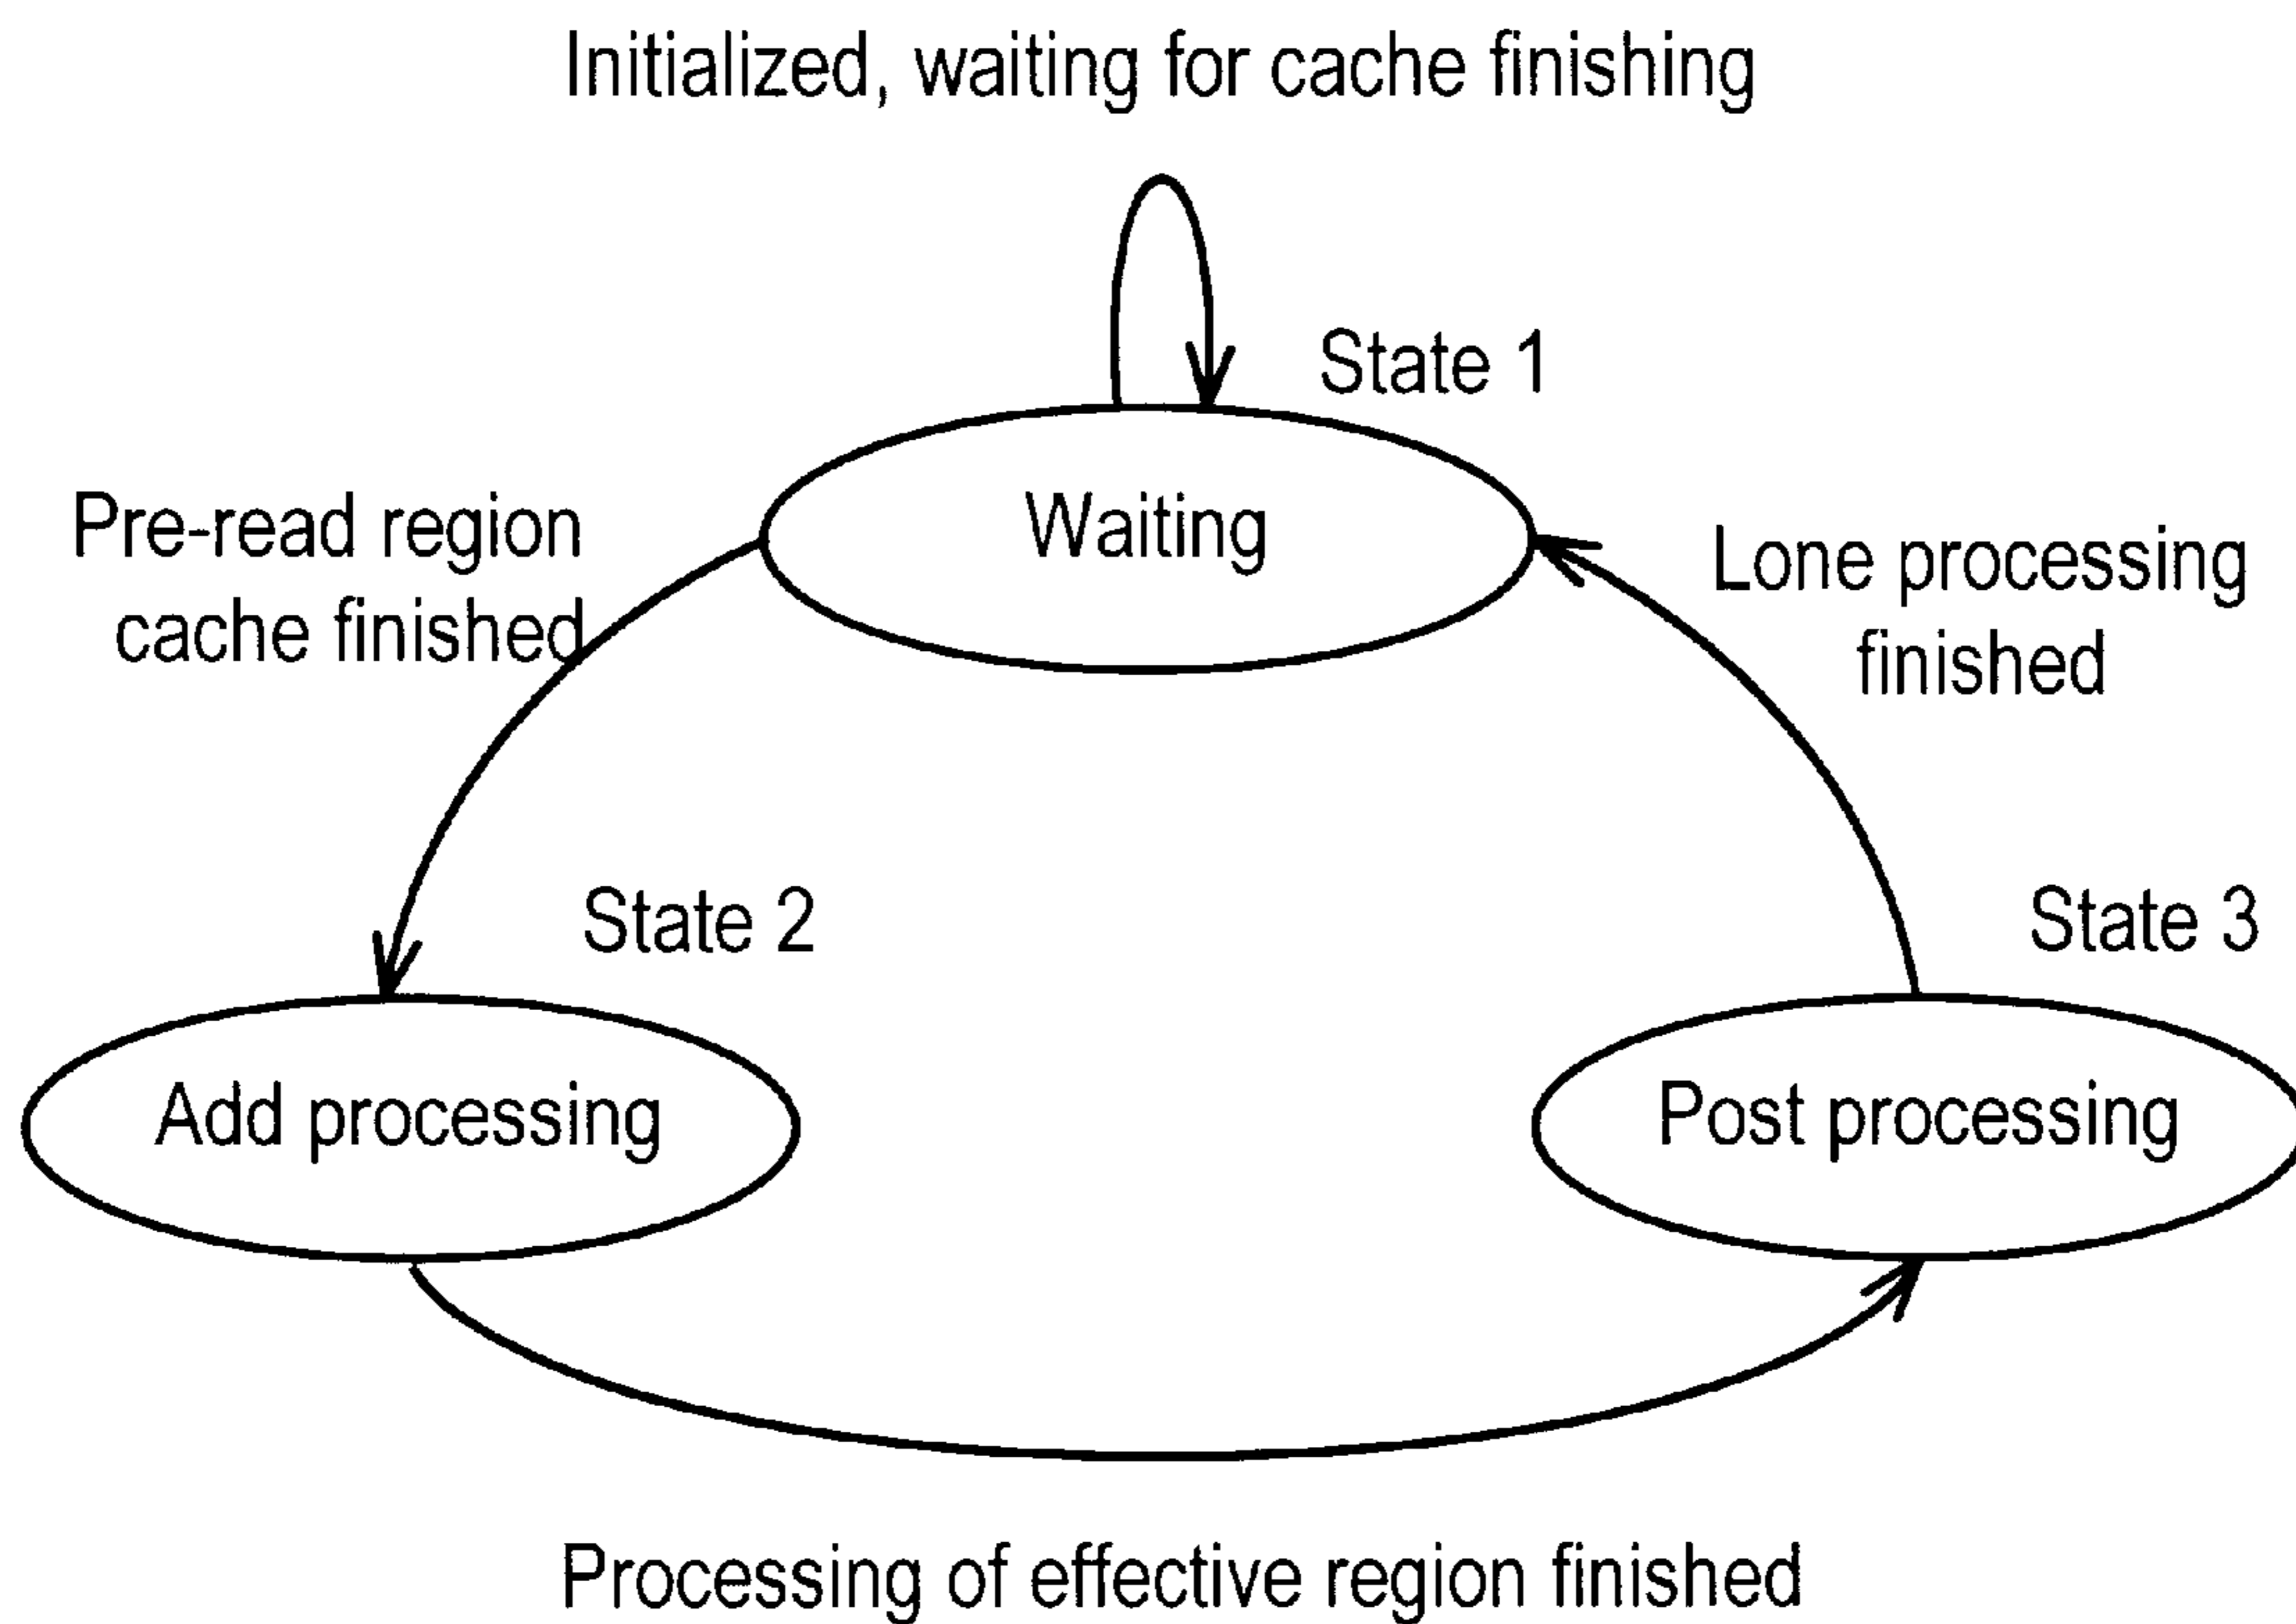 Initialized, waiting for cache finishing
State 1
Waiting
Pre-read region
cache finished
Lone processing
finished
State 2
State 3
Add processing
Post processing
Processing of effective region finished